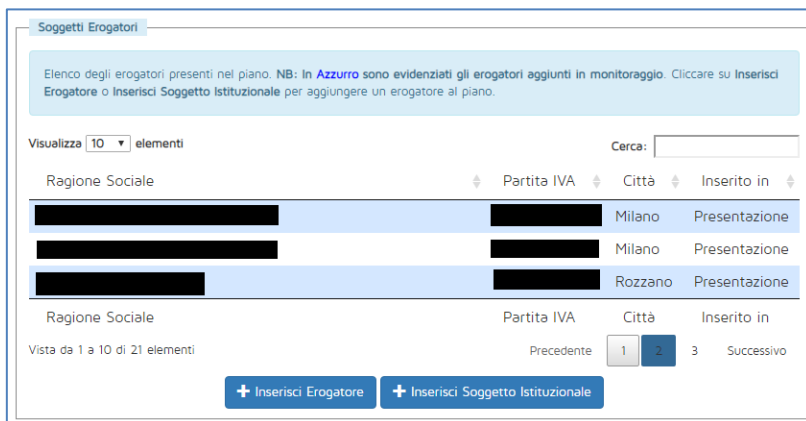 Soggetti Erogatori
Elenco degli erogatori presenti nel piano. NB: In Azzurro sono evidenziati gli erogatori aggiunti in monitoraggio. Cliccare su Inserisci
Erogatore o Inserisci Soggetto Istituzionale per aggiungere un erogatore al piano.
Visualizza 10 elementi Cerca:
Ragione Sociale Partita IVA Città Inserito in
Milano Presentazione
Milano Presentazione
Rozzano Presentazione
Ragione Sociale Partita IVA Città Inserito in
Vista da 1 a 10 di 21 elementi Precedente 1 2 3 Successivo
+ Inserisci Erogatore + Inserisci Soggetto Istituzionale